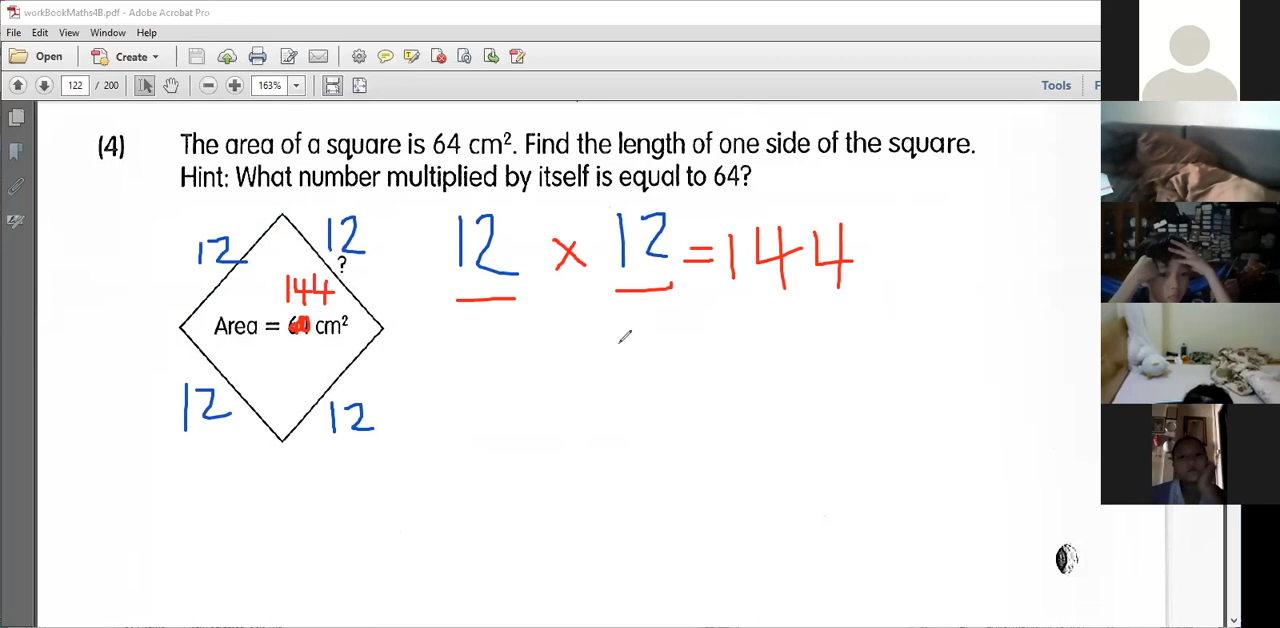 workBookMaths4B.pdf - Adobe Acrobat Pro
File Edit View Window Help
Open Create
122 / 200 163% Tools F
(4) The area of a square is 64 cm². Find the length of one side of the square.
Hint: What number multiplied by itself is equal to 64?
12 12 12 × 12 = 144
?
144
Area = cm²
12 12